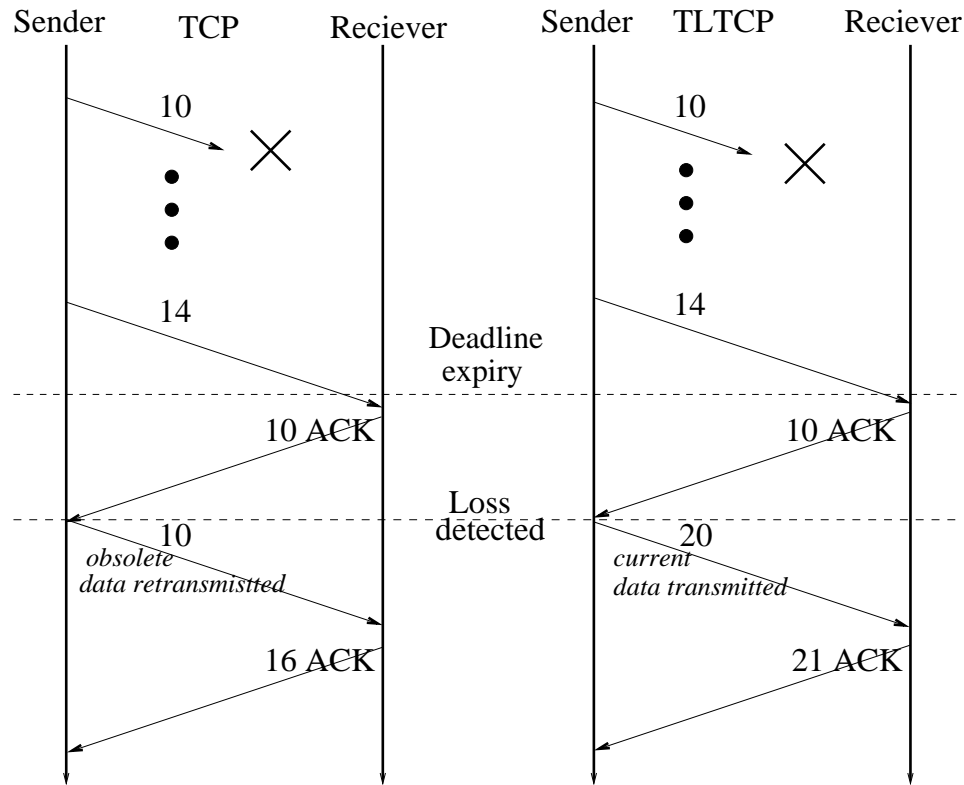 Sender TCP Reciever Sender TLTCP Reciever
10 10
14 14
Deadline
expiry
10 ACK 10 ACK
Loss
detected
10 20
obsolete
data retransmistted
current
data transmitted
16 ACK 21 ACK